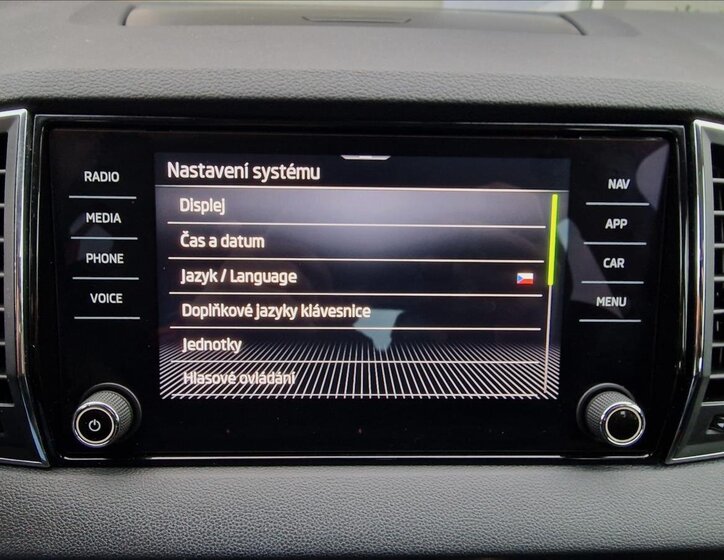 Nastavení systému
Displej
Čas a datum
Jazyk / Language
Doplňkové jazyky klávesnice
Jednotky
Hlasové ovládání
RADIO
MEDIA
PHONE
VOICE
NAV
APP
CAR
MENU